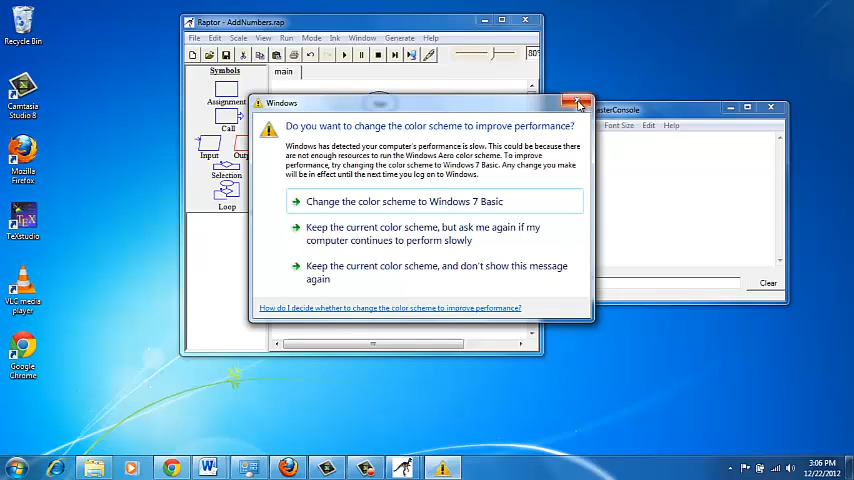 Recycle Bin
Camtasia
Studio 8
Mozilla
Firefox
TeXstudio
VLC media
player
Google
Chrome
Raptor - AddNumbers.rap
File Edit Scale View Run Mode Ink Window Generate Help
80%
Symbols
main
Assignment
Call
Input
Selection
Loop
MasterConsole
Font Size Edit Help
Clear
Windows
Do you want to change the color scheme to improve performance?
Windows has detected your computer's performance is slow. This could be because there
are not enough resources to run the Windows Aero color scheme. To improve
performance, try changing the color scheme to Windows 7 Basic. Any change you make
will be in effect until the next time you log on to Windows.
Change the color scheme to Windows 7 Basic
Keep the current color scheme, but ask me again if my
computer continues to perform slowly
Keep the current color scheme, and don't show this message
again
How do I decide whether to change the color scheme to improve performance?
3:06 PM
12/22/2012